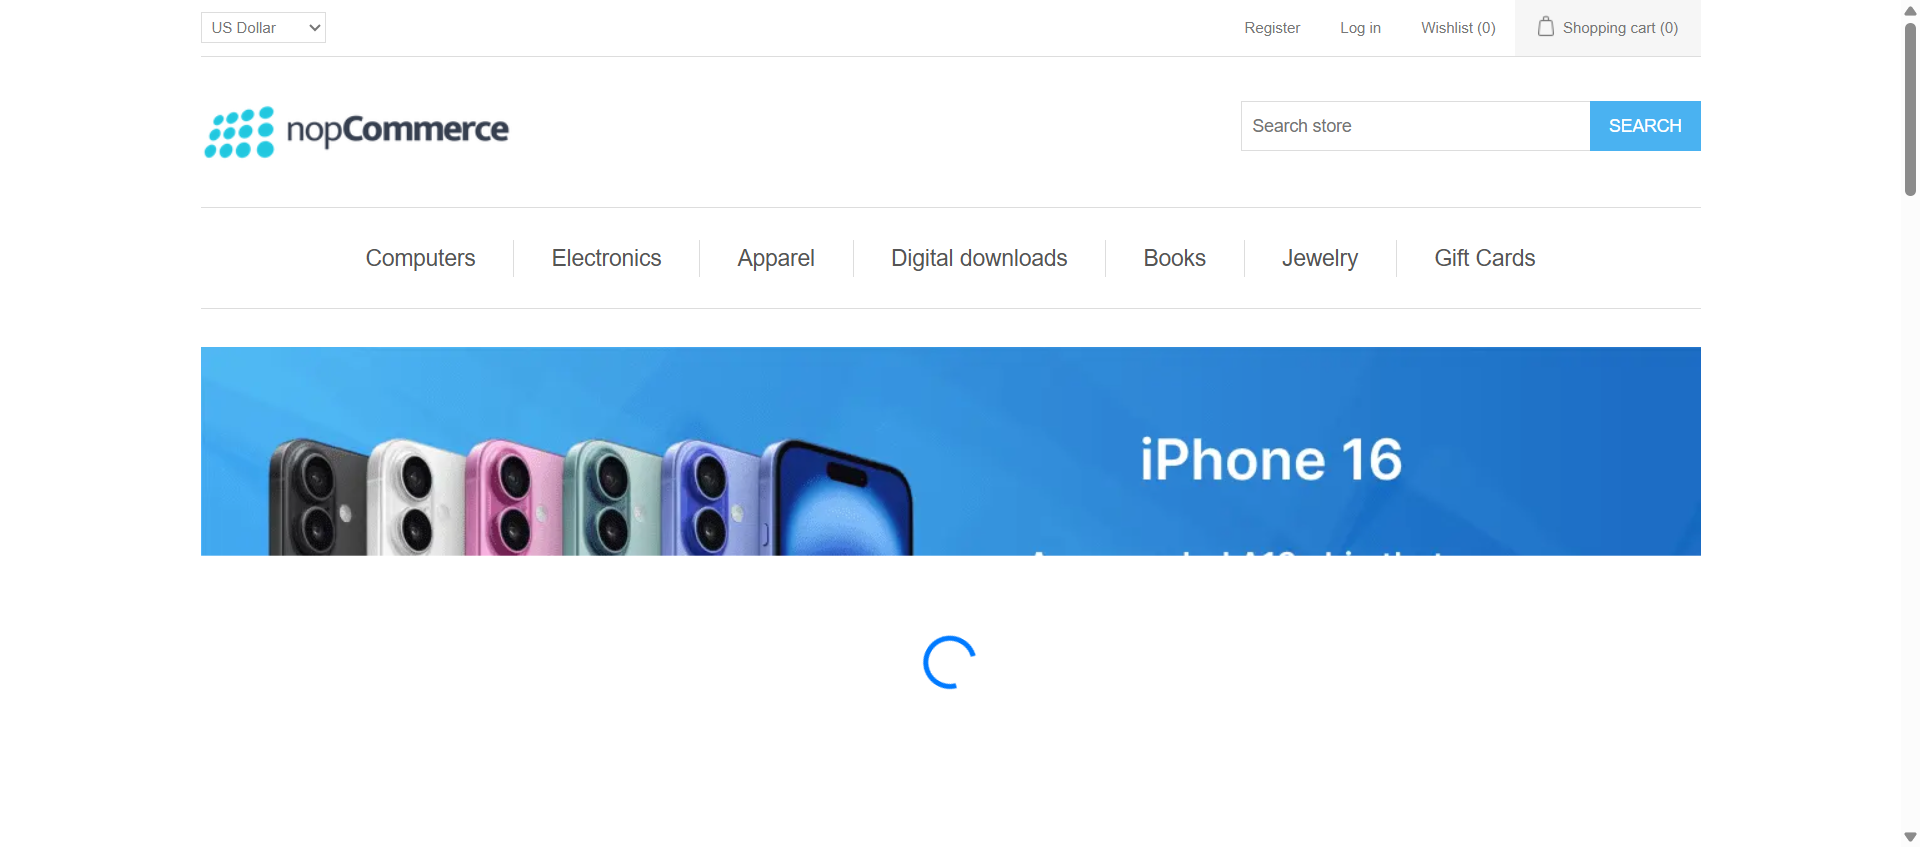 US Dollar
Register Log in Wishlist (0) Shopping cart (0)
nopCommerce
Search store SEARCH
Computers Electronics Apparel Digital downloads Books Jewelry Gift Cards
iPhone 16